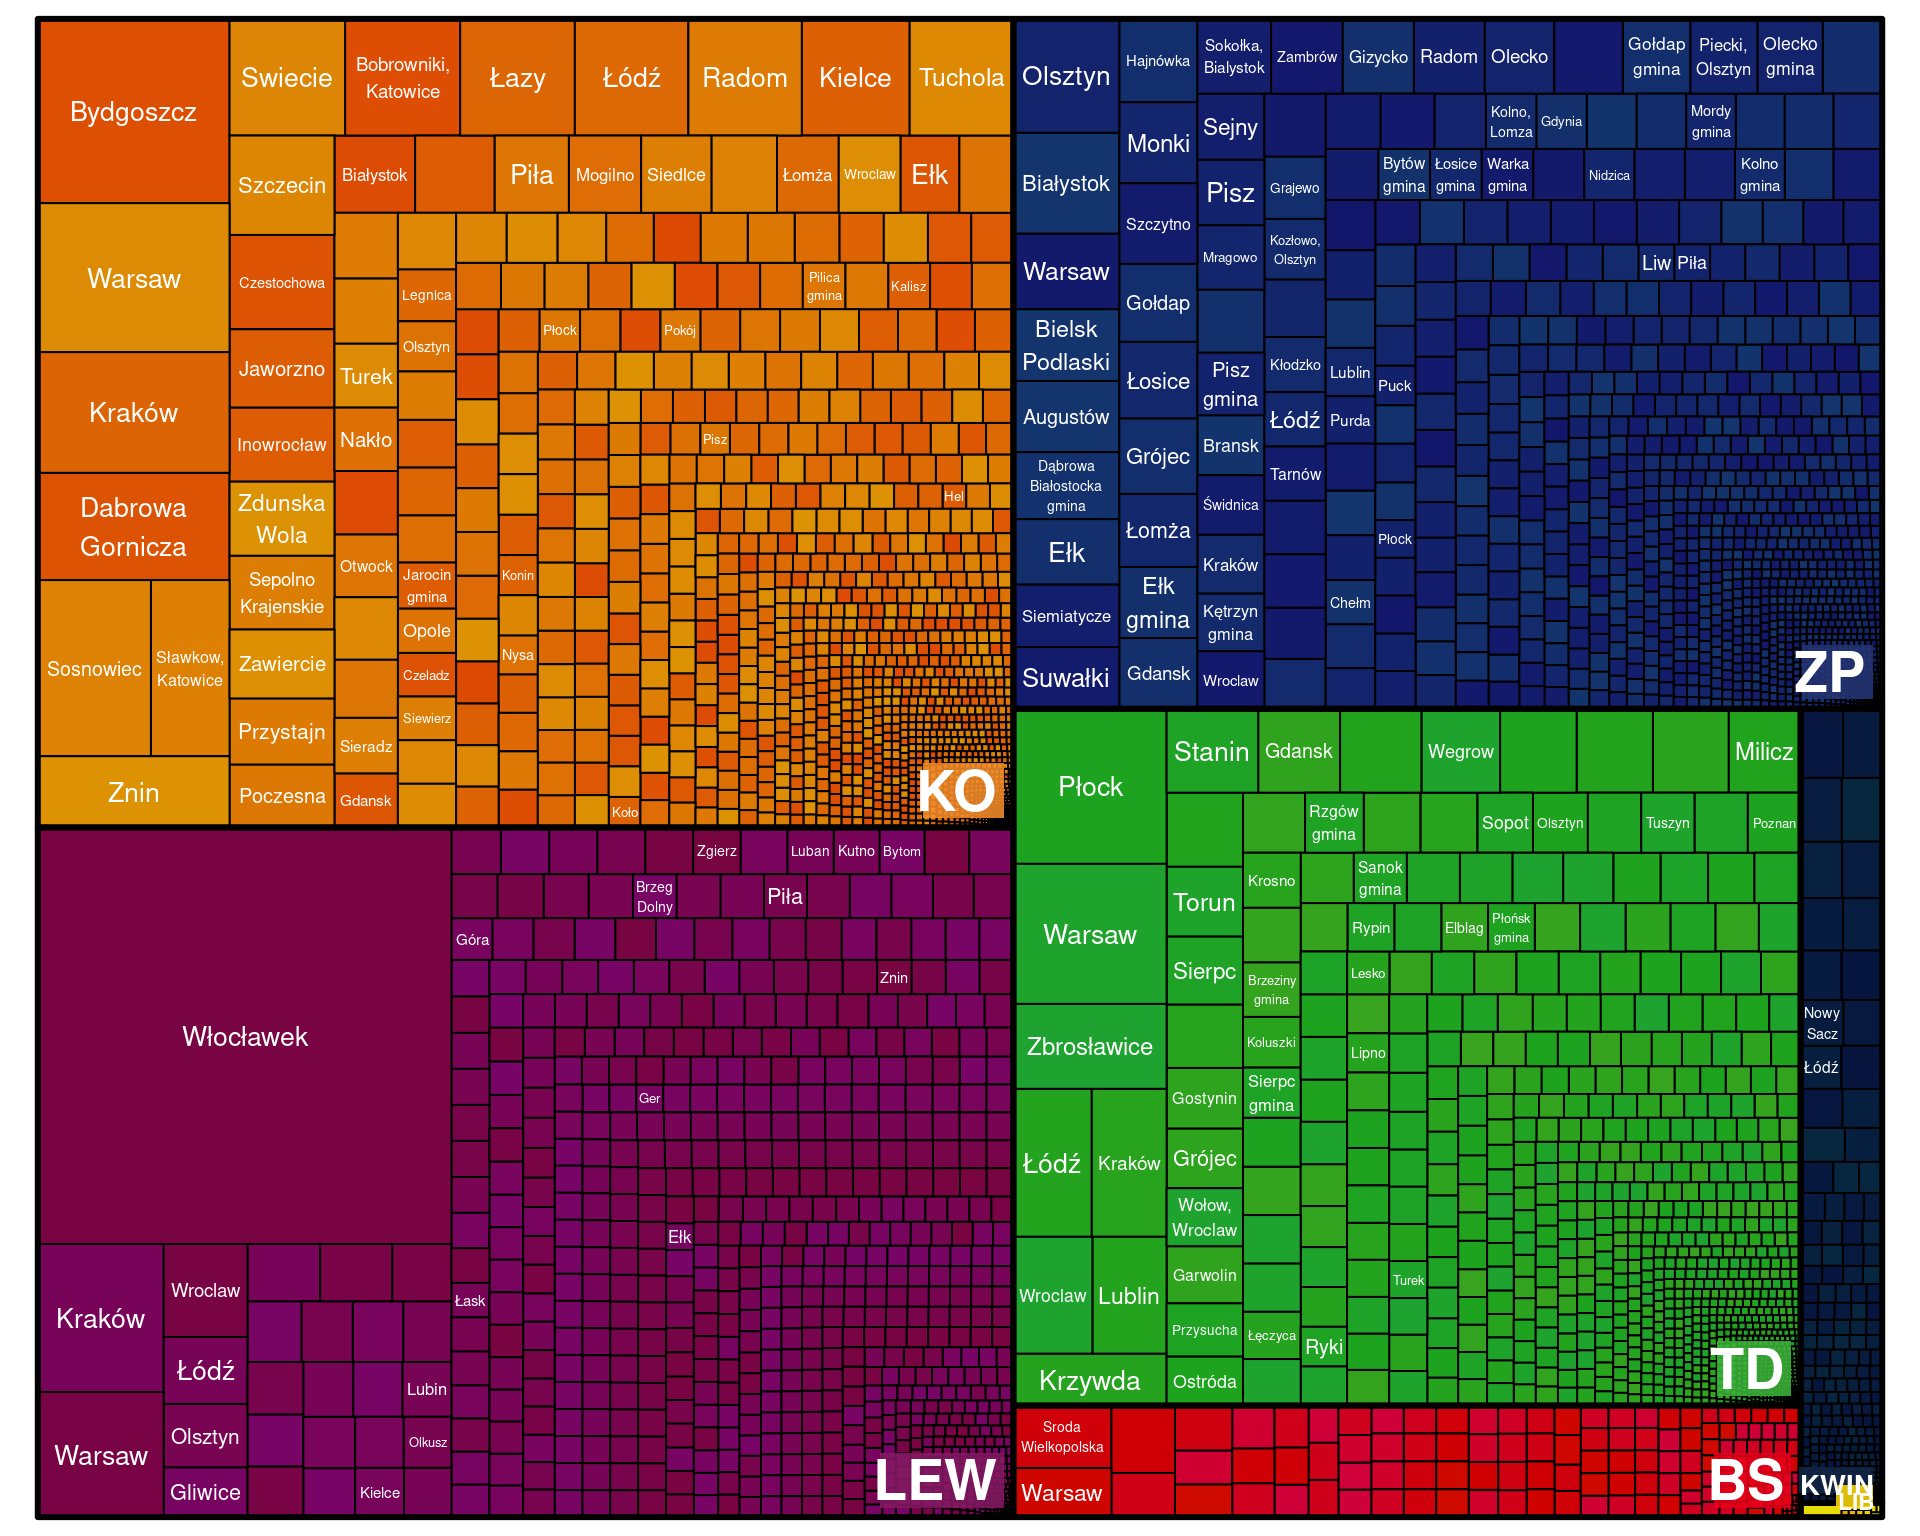 Bydgoszcz
Warsaw
Kraków
Dabrowa
Gornicza
Sosnowiec
Sławkow,
Katowice
Znin
Swiecie
Bobrowniki,
Katowice
Łazy
Łódź
Radom
Kielce
Tuchola
Szczecin
Czestochowa
Jaworzno
Inowrocław
Zdunska
Wola
Sepolno
Krajenskie
Zawiercie
Przystajn
Poczesna
Białystok
Piła
Mogilno
Siedlce
Łomża
Wroclaw
Ełk
Turek
Nakło
Otwock
Sieradz
Gdansk
Legnica
Olsztyn
Jarocin
gmina
Opole
Czeladz
Siewierz
Pilica
gmina
Kalisz
Płock
Pokój
Pisz
Hel
Konin
Nysa
Koło
KO
Olsztyn
Białystok
Warsaw
Bielsk
Podlaski
Augustów
Dąbrowa
Białostocka
gmina
Ełk
Siemiatycze
Suwałki
Hajnówka
Monki
Szczytno
Gołdap
Łosice
Grójec
Łomża
Ełk
gmina
Gdansk
Sokołka,
Bialystok
Zambrów
Gizycko
Radom
Olecko
Gołdap
gmina
Piecki,
Olsztyn
Olecko
gmina
Sejny
Pisz
Mragowo
Pisz
gmina
Bransk
Świdnica
Kraków
Kętrzyn
gmina
Wroclaw
Grajewo
Kozłowo,
Olsztyn
Kłodzko
Łódź
Tarnów
Kolno,
Lomza
Gdynia
Mordy
gmina
Bytów
gmina
Łosice
gmina
Warka
gmina
Nidzica
Kolno
gmina
Lublin
Purda
Chełm
Puck
Płock
Liw
Piła
ZP
Włocławek
Kraków
Warsaw
Wroclaw
Łódź
Olsztyn
Gliwice
Lubin
Olkusz
Kielce
Zgierz
Luban
Kutno
Bytom
Brzeg
Dolny
Piła
Góra
Znin
Ger
Ełk
Łask
LEW
Płock
Warsaw
Zbrosławice
Łódź
Kraków
Wroclaw
Lublin
Krzywda
Stanin
Gdansk
Wegrow
Milicz
Torun
Sierpc
Gostynin
Grójec
Wołow,
Wroclaw
Garwolin
Przysucha
Ostróda
Rzgów
gmina
Sopot
Olsztyn
Tuszyn
Poznan
Krosno
Brzeziny
gmina
Koluszki
Sierpc
gmina
Łęczyca
Sanok
gmina
Rypin
Elblag
Płońsk
gmina
Lesko
Lipno
Turek
Ryki
TD
Sroda
Wielkopolska
Warsaw
BS
Nowy
Sacz
Łódź
KWIN
LIB